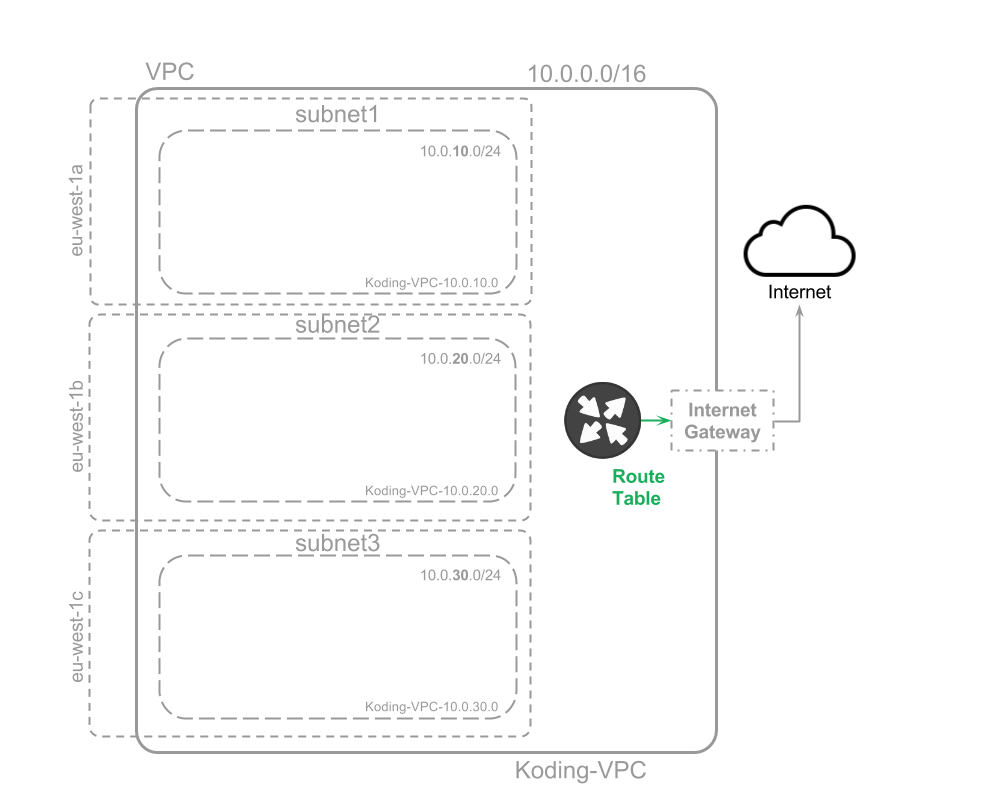 VPC
10.0.0.0/16
subnet1
10.0.10.0/24
eu-west-1a
Koding-VPC-10.0.10.0
subnet2
10.0.20.0/24
eu-west-1b
Koding-VPC-10.0.20.0
subnet3
10.0.30.0/24
eu-west-1c
Koding-VPC-10.0.30.0
Route
Table
Internet
Gateway
Internet
Koding-VPC